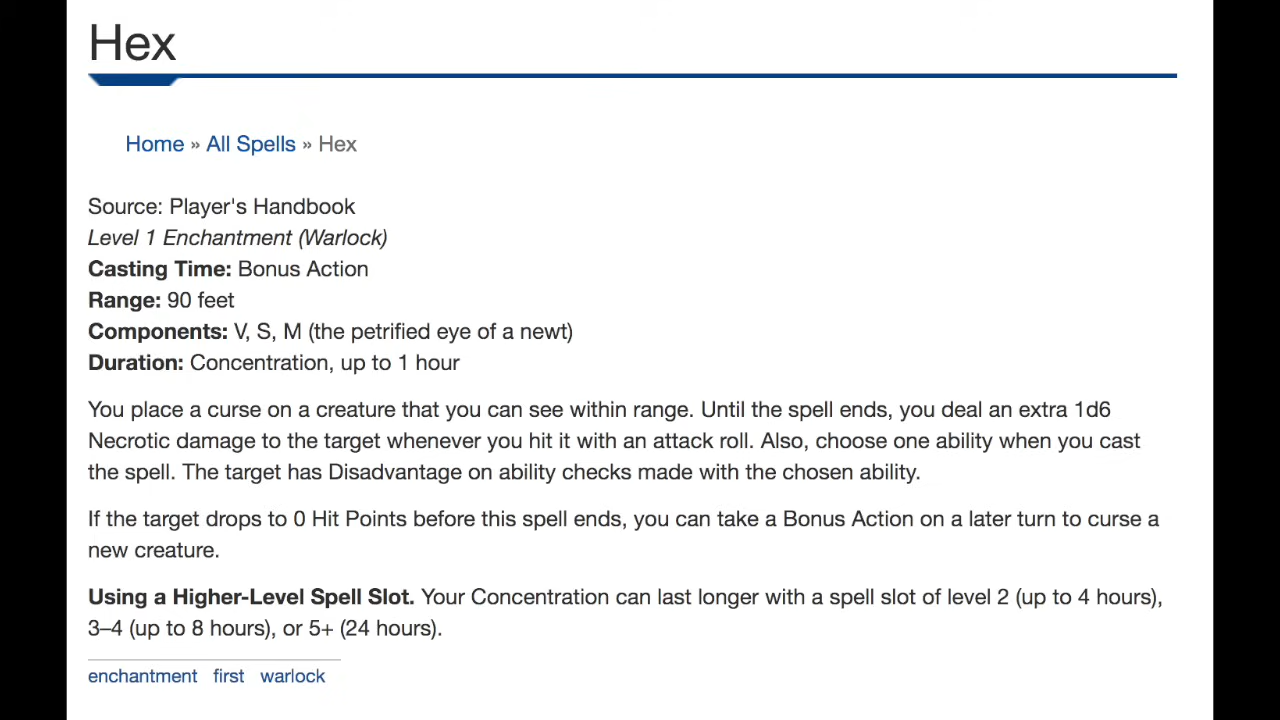 Hex
Home » All Spells » Hex
Source: Player's Handbook
Level 1 Enchantment (Warlock)
Casting Time: Bonus Action
Range: 90 feet
Components: V, S, M (the petrified eye of a newt)
Duration: Concentration, up to 1 hour
You place a curse on a creature that you can see within range. Until the spell ends, you deal an extra 1d6
Necrotic damage to the target whenever you hit it with an attack roll. Also, choose one ability when you cast
the spell. The target has Disadvantage on ability checks made with the chosen ability.
If the target drops to 0 Hit Points before this spell ends, you can take a Bonus Action on a later turn to curse a
new creature.
Using a Higher-Level Spell Slot. Your Concentration can last longer with a spell slot of level 2 (up to 4 hours),
3–4 (up to 8 hours), or 5+ (24 hours).
enchantment first warlock